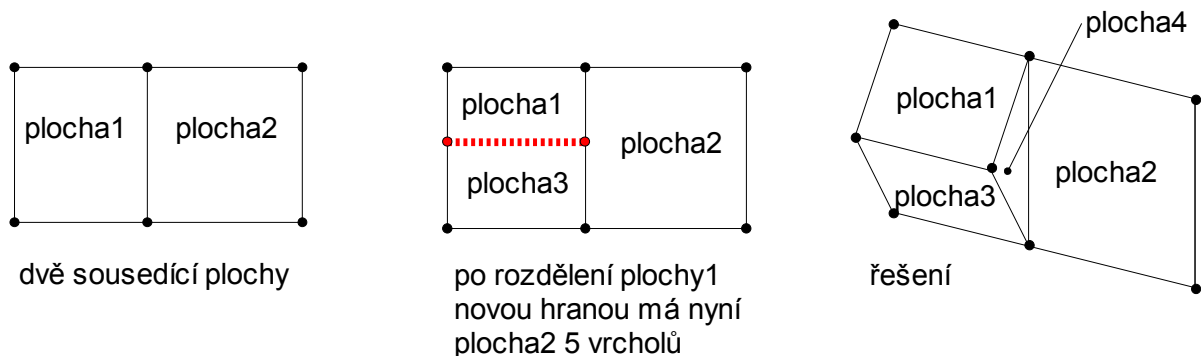 plocha1
plocha2
dvě sousedící plochy
plocha1
plocha2
plocha3
po rozdělení plochy1
novou hranou má nyní
plocha2 5 vrcholů
plocha4
plocha1
plocha2
plocha3
řešení